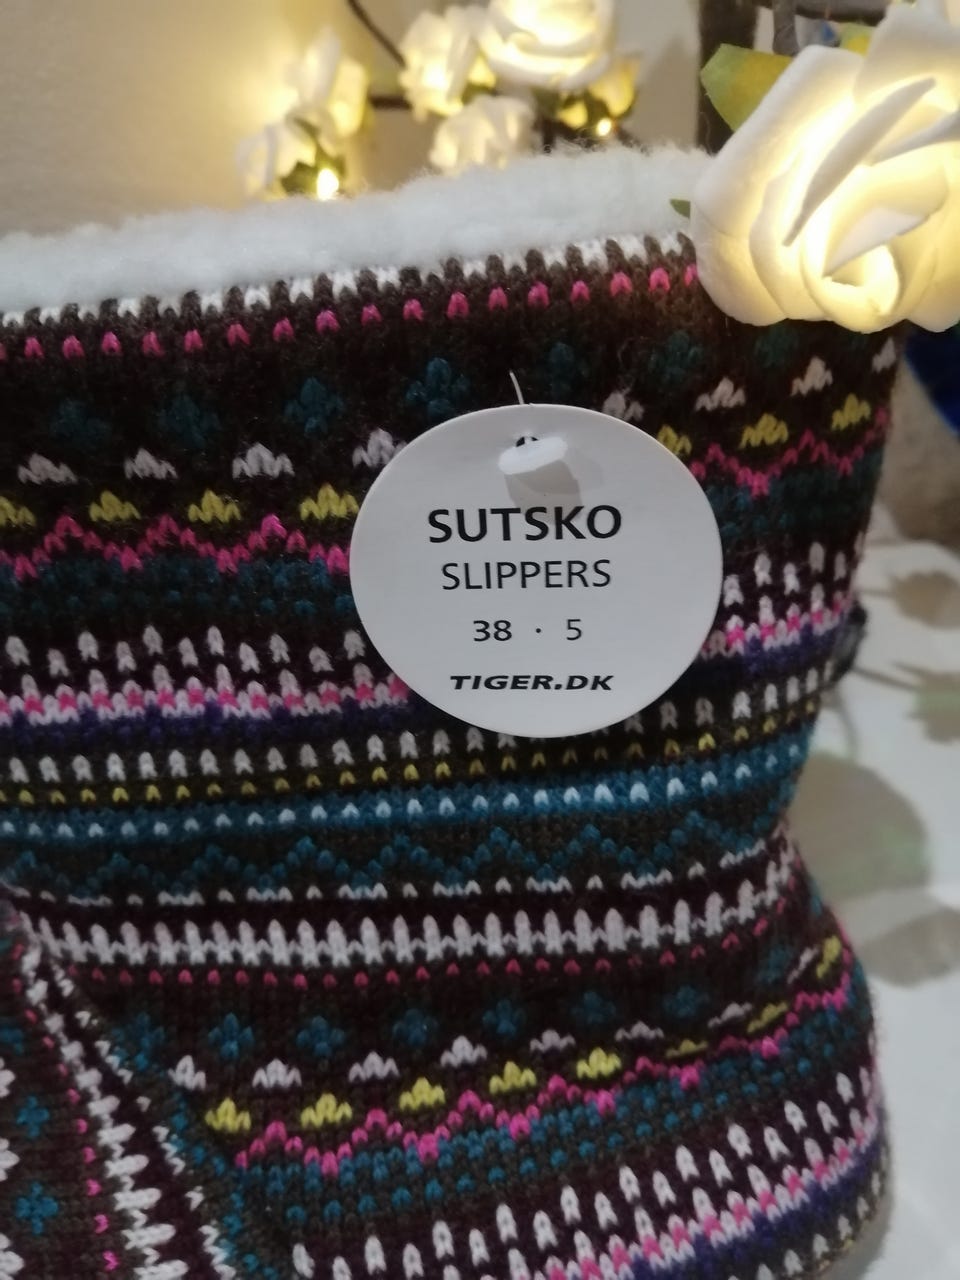 SUTSKO
SLIPPERS
38 · 5
TIGER.DK